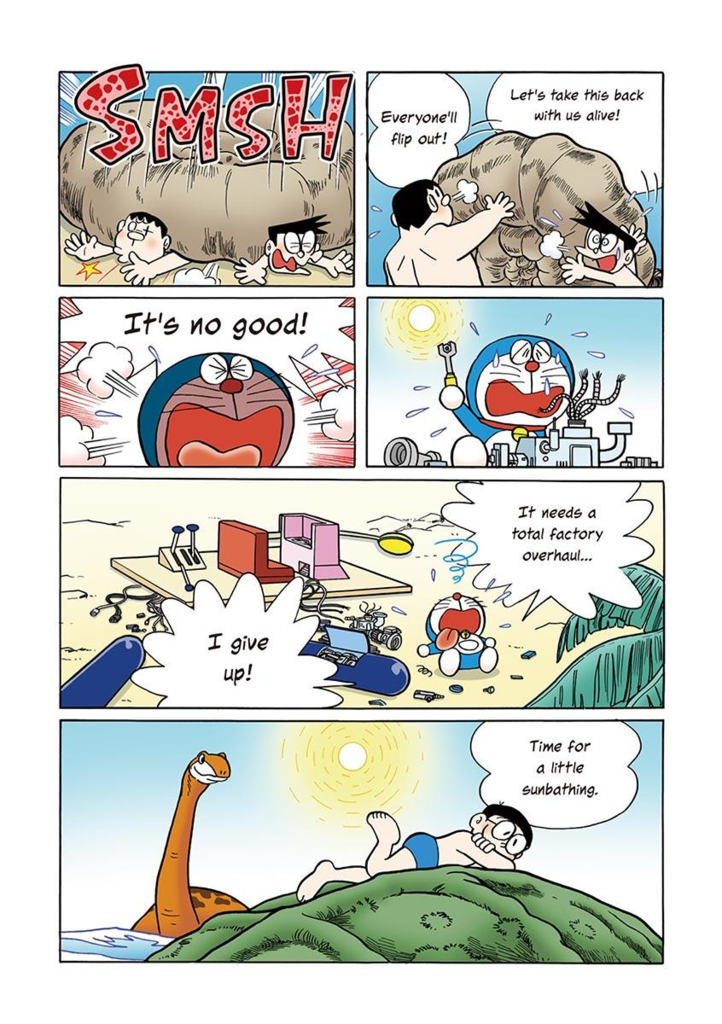 SMSH
Everyone'll
flip out!
Let's take this back
with us alive!
It's no good!
It needs a
total factory
overhaul...
I give
up!
Time for
a little
sunbathing.